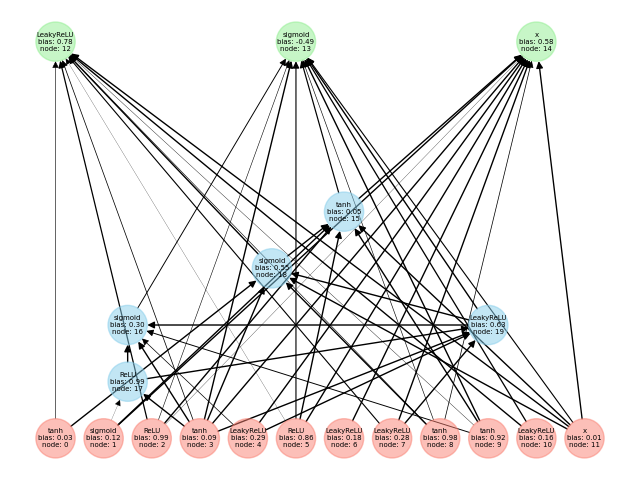 LeakyReLU
bias: 0.78
node: 12
sigmoid
bias: -0.49
node: 13
x
bias: 0.58
node: 14
tanh
bias: 0.05
node: 15
sigmoid
bias: 0.55
node: 18
sigmoid
bias: 0.30
node: 16
LeakyReLU
bias: 0.63
node: 19
ReLU
bias: 0.99
node: 17
tanh
bias: 0.03
node: 0
sigmoid
bias: 0.12
node: 1
ReLU
bias: 0.99
node: 2
tanh
bias: 0.09
node: 3
LeakyReLU
bias: 0.29
node: 4
ReLU
bias: 0.86
node: 5
LeakyReLU
bias: 0.18
node: 6
LeakyReLU
bias: 0.28
node: 7
tanh
bias: 0.98
node: 8
tanh
bias: 0.92
node: 9
LeakyReLU
bias: 0.16
node: 10
x
bias: 0.01
node: 11